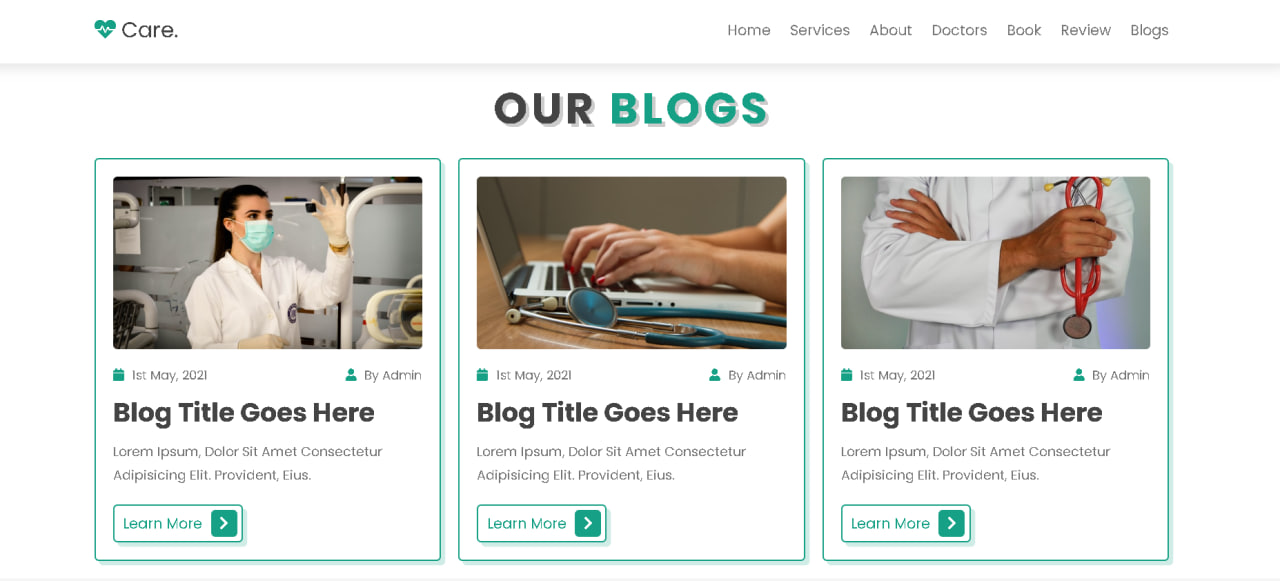 Care.
Home Services About Doctors Book Review Blogs
OUR BLOGS
1st May, 2021 By Admin
Blog Title Goes Here
Lorem Ipsum, Dolor Sit Amet Consectetur
Adipisicing Elit. Provident, Eius.
Learn More
1st May, 2021 By Admin
Blog Title Goes Here
Lorem Ipsum, Dolor Sit Amet Consectetur
Adipisicing Elit. Provident, Eius.
Learn More
1st May, 2021 By Admin
Blog Title Goes Here
Lorem Ipsum, Dolor Sit Amet Consectetur
Adipisicing Elit. Provident, Eius.
Learn More